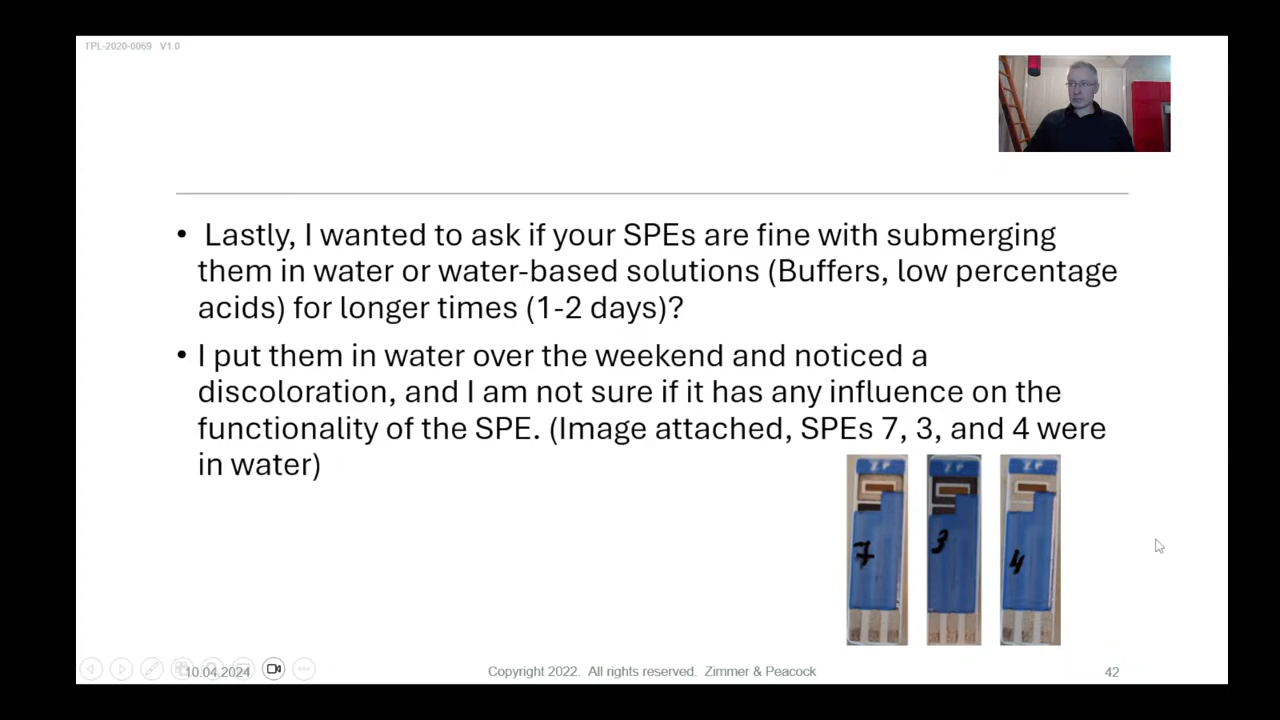 TPL-2020-0069 V1.0
• Lastly, I wanted to ask if your SPEs are fine with submerging
them in water or water-based solutions (Buffers, low percentage
acids) for longer times (1-2 days)?
• I put them in water over the weekend and noticed a
discoloration, and I am not sure if it has any influence on the
functionality of the SPE. (Image attached, SPEs 7, 3, and 4 were
in water)
ZP ZP ZP
7 3 4
10.04.2024 Copyright 2022. All rights reserved. Zimmer & Peacock 42